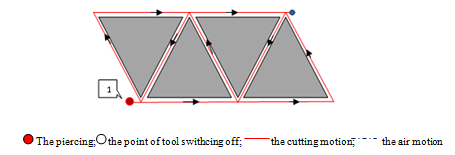 1
The piercing; the point of tool swithcing off; the cutting motion; the air motion